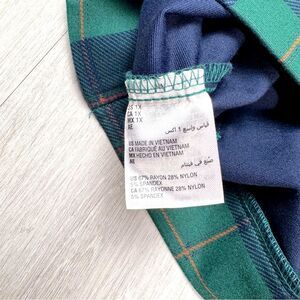 US 1X
CA 1X
MX 1X
AE قياس واسع 1 اكس
US MADE IN VIETNAM
CA FABRIQUÉ AU VIETNAM
MX HECHO EN VIETNAM
AE صنع في فيتنام
US 67% RAYON 28% NYLON
5% SPANDEX
CA 67% RAYONNE 28% NYLON
5% SPANDEX